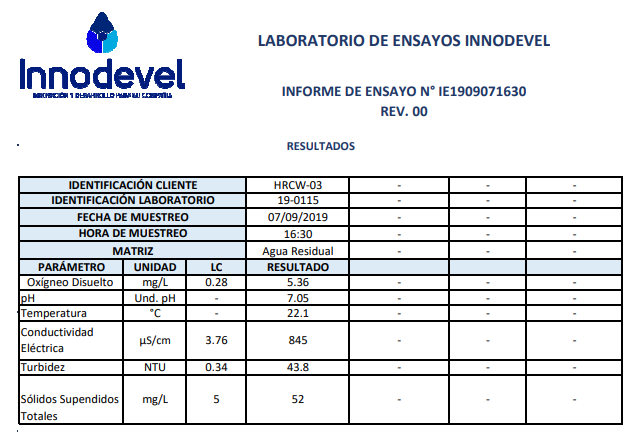 Innodevel
LABORATORIO DE ENSAYOS INNODEVEL
INFORME DE ENSAYO N° IE1909071630
REV. 00
RESULTADOS
IDENTIFICACIÓN CLIENTE HRCW-03 - - -
IDENTIFICACIÓN LABORATORIO 19-0115 - - -
FECHA DE MUESTREO 07/09/2019 - - -
HORA DE MUESTREO 16:30 - - -
MATRIZ Agua Residual - - -
PARÁMETRO UNIDAD LC RESULTADO
Oxígneo Disuelto mg/L 0.28 5.36 - - -
pH Und. pH - 7.05 - - -
Temperatura °C - 22.1 - - -
Conductividad
Eléctrica µS/cm 3.76 845 - - -
Turbidez NTU 0.34 43.8 - - -
Sólidos Supendidos
Totales mg/L 5 52 - - -